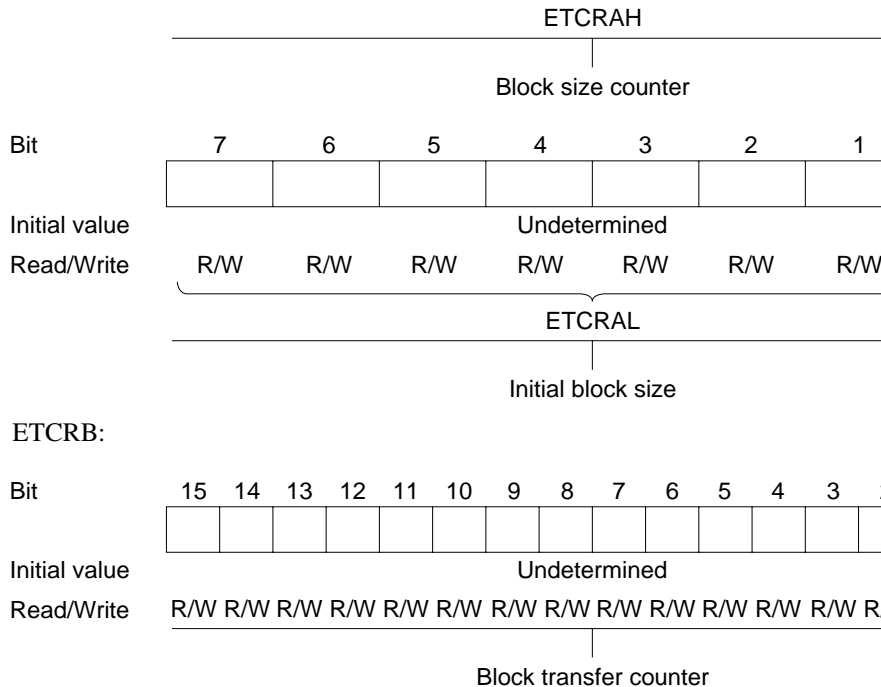 ETCRAH
Block size counter
Bit 7 6 5 4 3 2 1
Initial value Undetermined
Read/Write R/W R/W R/W R/W R/W R/W R/W
ETCRAL
Initial block size
ETCRB:
Bit 15 14 13 12 11 10 9 8 7 6 5 4 3
Initial value Undetermined
Read/Write R/W R/W R/W R/W R/W R/W R/W R/W R/W R/W R/W R/W R/W R/
Block transfer counter